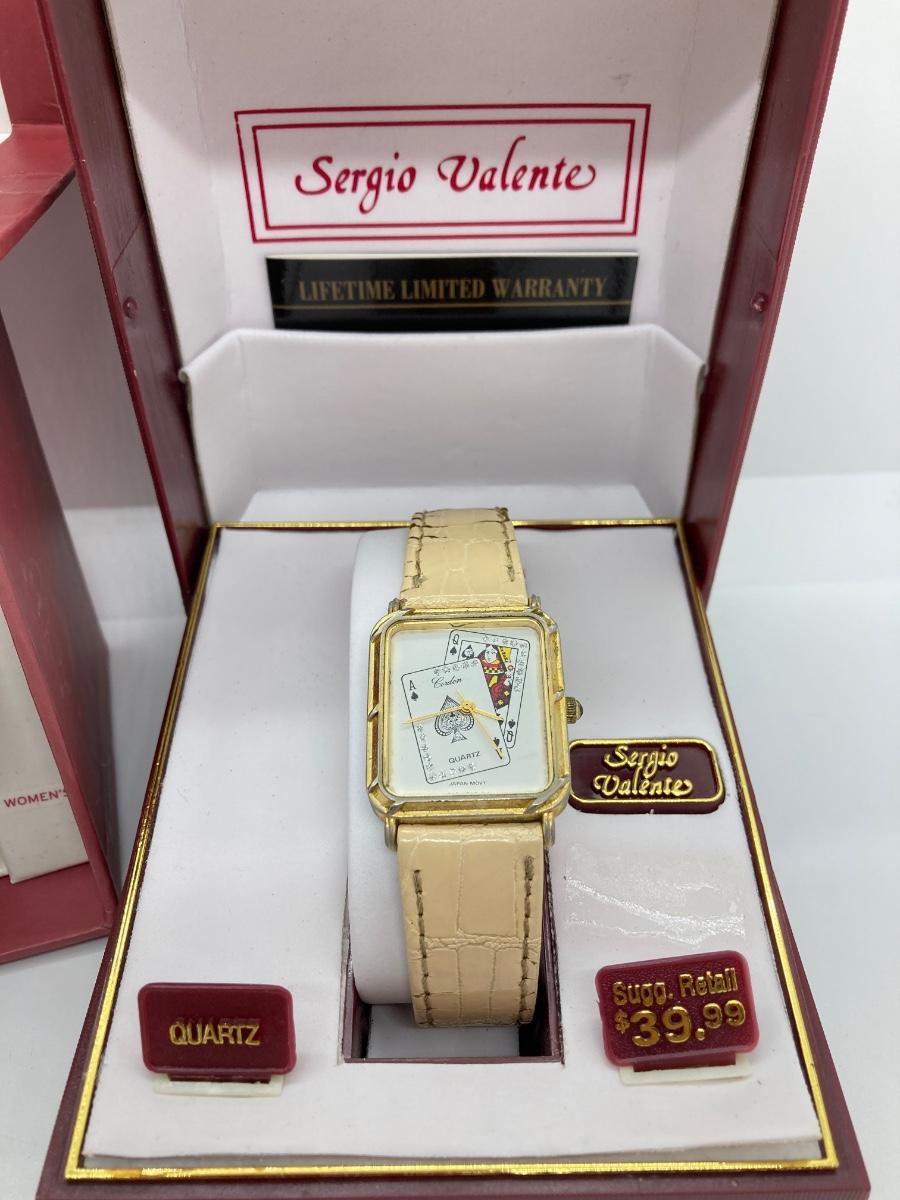 Sergio Valente
LIFETIME LIMITED WARRANTY
Q
A
Cordon
QUARTZ
JAPAN MOVT
Q
Sergio
Valente
WOMEN'S
QUARTZ
Sugg. Retail
$39.99